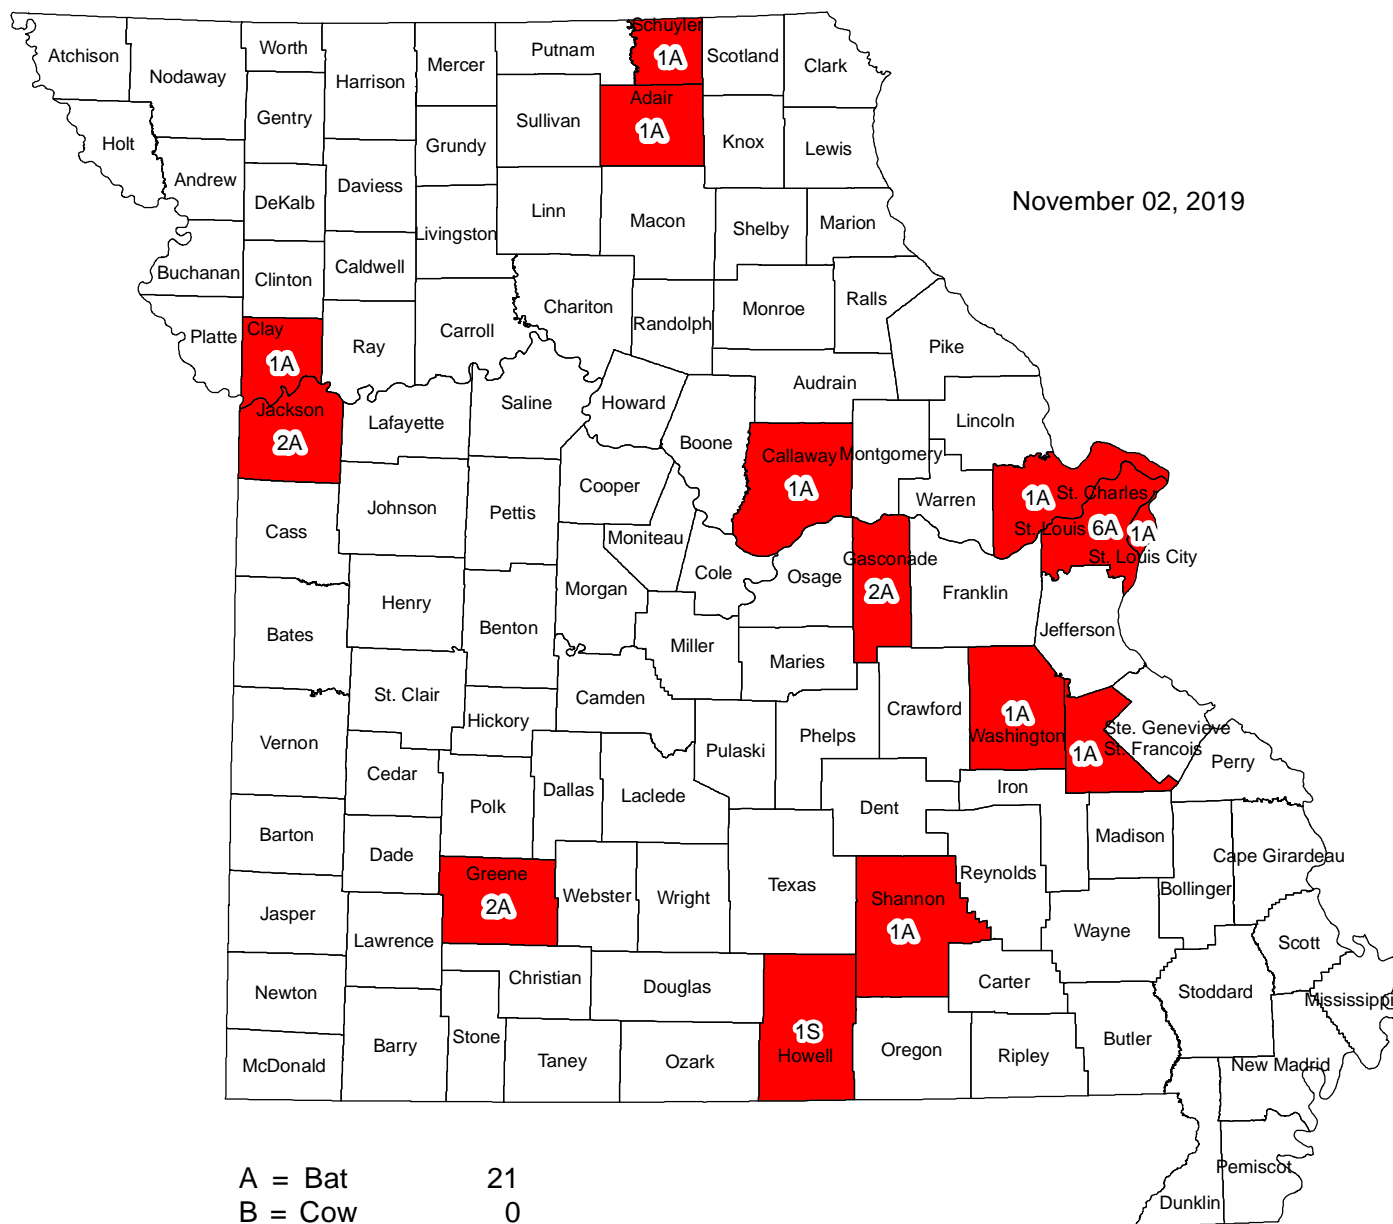 Schuyler
Atchison
Worth
Putnam
Scotland
Nodaway
Harrison
Mercer
1A
Clark
Adair
Gentry
Sullivan
1A
Holt
Grundy
Knox
Lewis
Andrew
Daviess
DeKalb
November 02, 2019
Linn
Macon
Shelby
Marion
Livingston
Buchanan
Clinton
Caldwell
Chariton
Monroe
Ralls
Randolph
Platte
Clay
Ray
Carroll
Pike
1A
Audrain
Jackson
Lafayette
Saline
Howard
Lincoln
2A
Boone
Callaway
Montgomery
Cooper
1A
Warren
1A
St. Charles
Johnson
Pettis
Cass
Moniteau
St. Louis
6A
1A
Gasconade
St. Louis City
Cole
Osage
Morgan
2A
Franklin
Henry
Benton
Jefferson
Bates
Miller
Maries
St. Clair
Camden
Crawford
1A
Hickory
Washington
Ste. Genevieve
Vernon
Pulaski
Phelps
1A
St. Francois
Perry
Cedar
Dallas
Laclede
Iron
Polk
Dent
Barton
Madison
Dade
Cape Girardeau
Greene
Reynolds
Texas
Bollinger
Webster
Wright
Shannon
2A
Jasper
1A
Wayne
Lawrence
Scott
Christian
Douglas
Carter
Newton
Stoddard
Mississippi
1S
Stone
Barry
Howell
Oregon
Ripley
Butler
McDonald
Taney
Ozark
New Madrid
Pemiscot
Dunklin
A = Bat 21
B = Cow 0